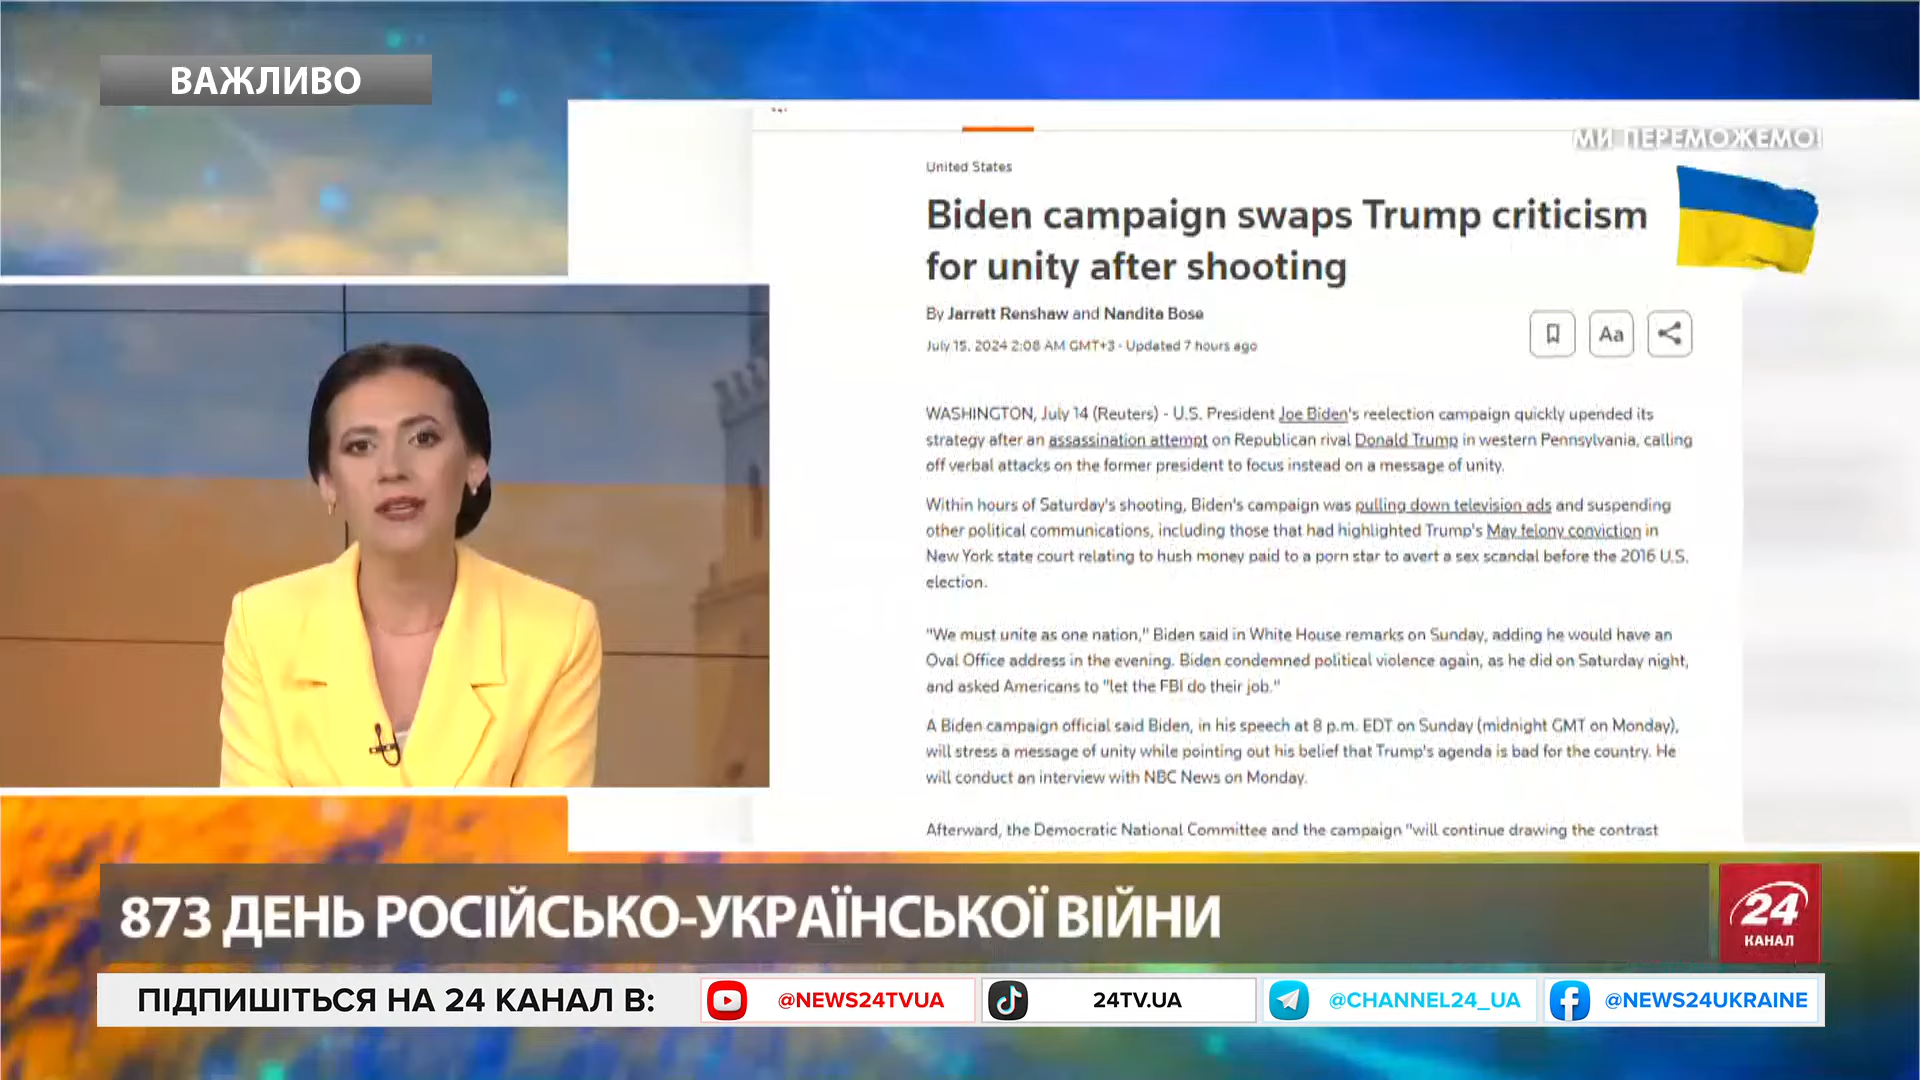 ВАЖЛИВО
МИ ПЕРЕМОЖЕМО!
United States
Biden campaign swaps Trump criticism
for unity after shooting
By Jarrett Renshaw and Nandita Bose
July 15, 2024 2:08 AM GMT+3 · Updated 7 hours ago
Aa
WASHINGTON, July 14 (Reuters) - U.S. President Joe Biden's reelection campaign quickly upended its
strategy after an assassination attempt on Republican rival Donald Trump in western Pennsylvania, calling
off verbal attacks on the former president to focus instead on a message of unity.
Within hours of Saturday's shooting, Biden's campaign was pulling down television ads and suspending
other political communications, including those that had highlighted Trump's May felony conviction in
New York state court relating to hush money paid to a porn star to avert a sex scandal before the 2016 U.S.
election.
"We must unite as one nation," Biden said in White House remarks on Sunday, adding he would have an
Oval Office address in the evening. Biden condemned political violence again, as he did on Saturday night,
and asked Americans to "let the FBI do their job."
A Biden campaign official said Biden, in his speech at 8 p.m. EDT on Sunday (midnight GMT on Monday),
will stress a message of unity while pointing out his belief that Trump's agenda is bad for the country. He
will conduct an interview with NBC News on Monday.
Afterward, the Democratic National Committee and the campaign "will continue drawing the contrast
873 ДЕНЬ РОСІЙСЬКО-УКРАЇНСЬКОЇ ВІЙНИ
24
КАНАЛ
ПІДПИШІТЬСЯ НА 24 КАНАЛ В:
@NEWS24TVUA
24TV.UA
@CHANNEL24_UA
@NEWS24UKRAINE